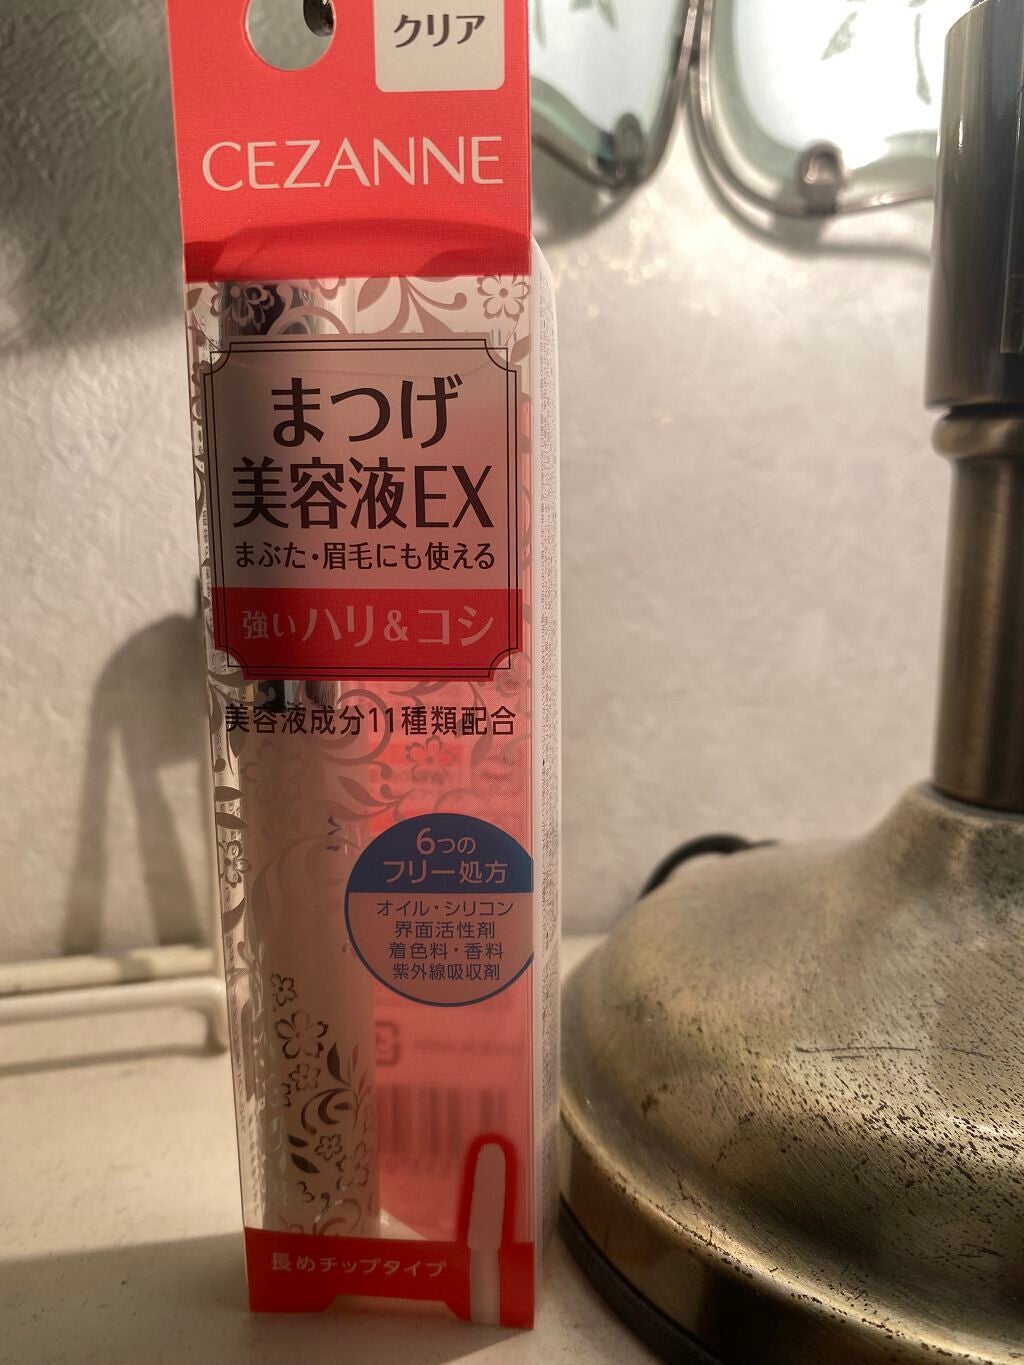 クリア
CEZANNE
まつげ
美容液EX
まぶた・眉毛にも使える
強いハリ&コシ
美容液成分11種類配合
6つの
フリー処方
オイル・シリコン
界面活性剤
着色料・香料
紫外線吸収剤
長めチップタイプ